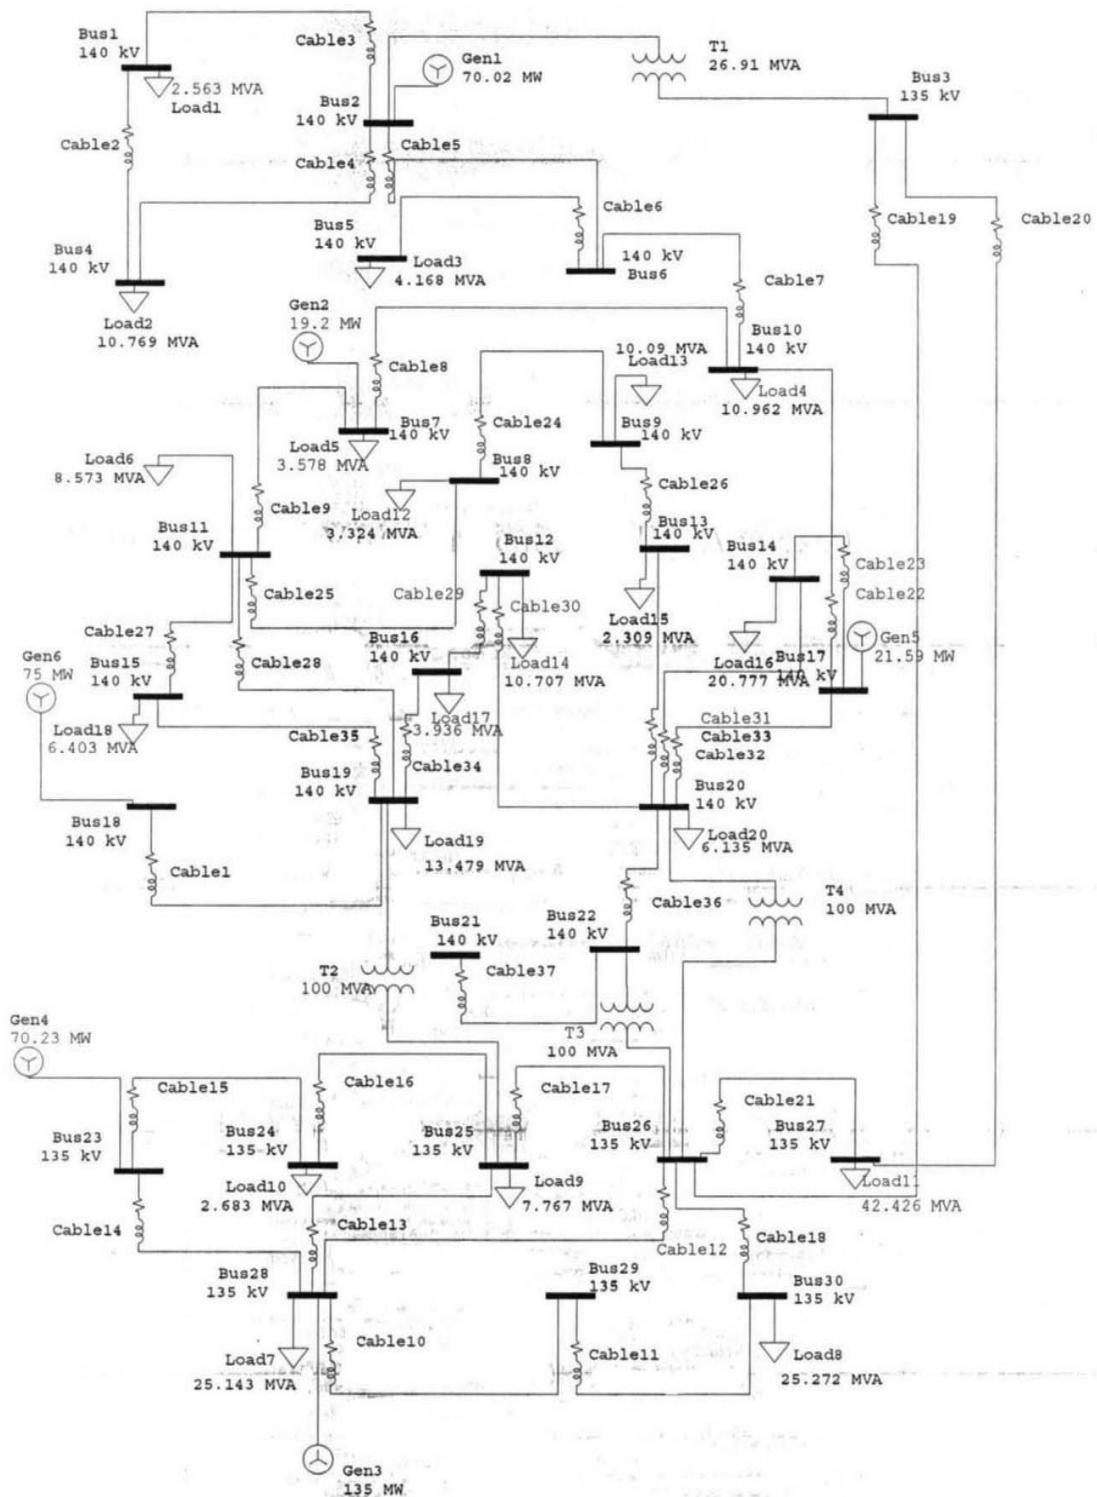 Bus1
140 kV
2.563 MVA
Load1
Cable3
Gen1
70.02 MW
T1
26.91 MVA
Bus3
135 kV
Bus2
140 kV
Cable2
Cable4
Cable5
Cable6
Cable19
Cable20
Bus4
140 kV
Load2
10.769 MVA
Bus5
140 kV
Load3
4.168 MVA
140 kV
Bus6
Cable7
Gen2
19.2 MW
Cable8
10.09 MVA
Load13
Bus10
140 kV
Load4
10.962 MVA
Bus7
140 kV
Load5
3.578 MVA
Cable24
Bus9
140 kV
Load6
8.573 MVA
Bus8
140 kV
Cable9
Load12
3.324 MVA
Cable26
Bus11
140 kV
Bus12
140 kV
Bus13
140 kV
Bus14
140 kV
Cable23
Cable22
Cable25
Cable29
Cable30
Load15
2.309 MVA
Gen5
21.59 MW
Cable27
Cable28
Bus16
140 kV
Load14
10.707 MVA
Load16
20.777 MVA
Bus17
140 kV
Gen6
75 MW
Bus15
140 kV
Load18
6.403 MVA
Load17
3.936 MVA
Cable31
Cable33
Cable32
Cable35
Cable34
Bus19
140 kV
Bus20
140 kV
Bus18
140 kV
Load19
13.479 MVA
Load20
6.135 MVA
Cable1
Cable36
T4
100 MVA
Bus21
140 kV
Bus22
140 kV
T2
100 MVA
Cable37
T3
100 MVA
Gen4
70.23 MW
Cable15
Cable16
Cable17
Cable21
Bus23
135 kV
Bus24
135 kV
Bus25
135 kV
Bus26
135 kV
Bus27
135 kV
Load10
2.683 MVA
Load9
7.767 MVA
Load11
42.426 MVA
Cable14
Cable13
Cable12
Cable18
Bus28
135 kV
Bus29
135 kV
Bus30
135 kV
Cable10
Cable11
Load7
25.143 MVA
Load8
25.272 MVA
Gen3
135 MW